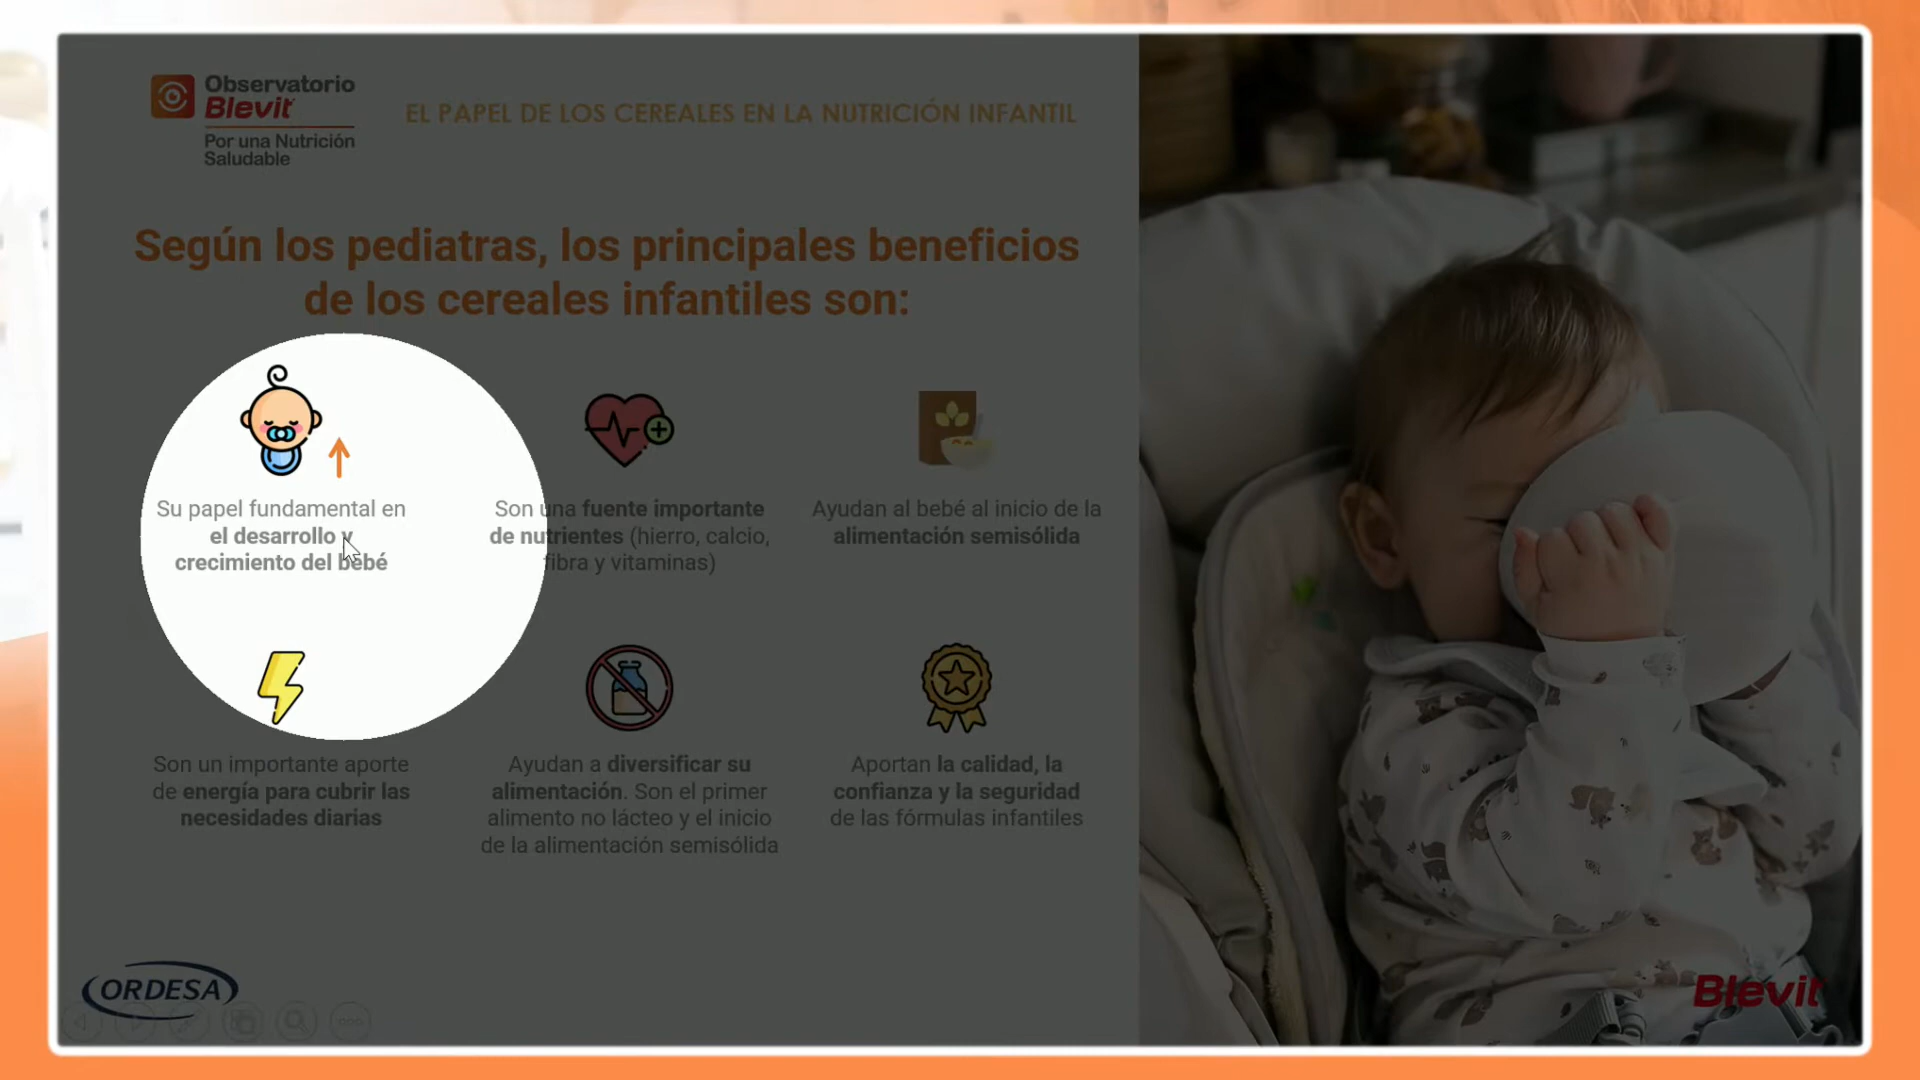 Observatorio
Blevit
Por una Nutrición
Saludable
EL PAPEL DE LOS CEREALES EN LA NUTRICIÓN INFANTIL
Según los pediatras, los principales beneficios
de los cereales infantiles son:
Su papel fundamental en
el desarrollo y
crecimiento del bebé
Son una fuente importante
de nutrientes (hierro, calcio,
fibra y vitaminas)
Ayudan al bebé al inicio de la
alimentación semisólida
Son un importante aporte
de energía para cubrir las
necesidades diarias
Ayudan a diversificar su
alimentación. Son el primer
alimento no lácteo y el inicio
de la alimentación semisólida
Aportan la calidad, la
confianza y la seguridad
de las fórmulas infantiles
ORDESA
Blevit